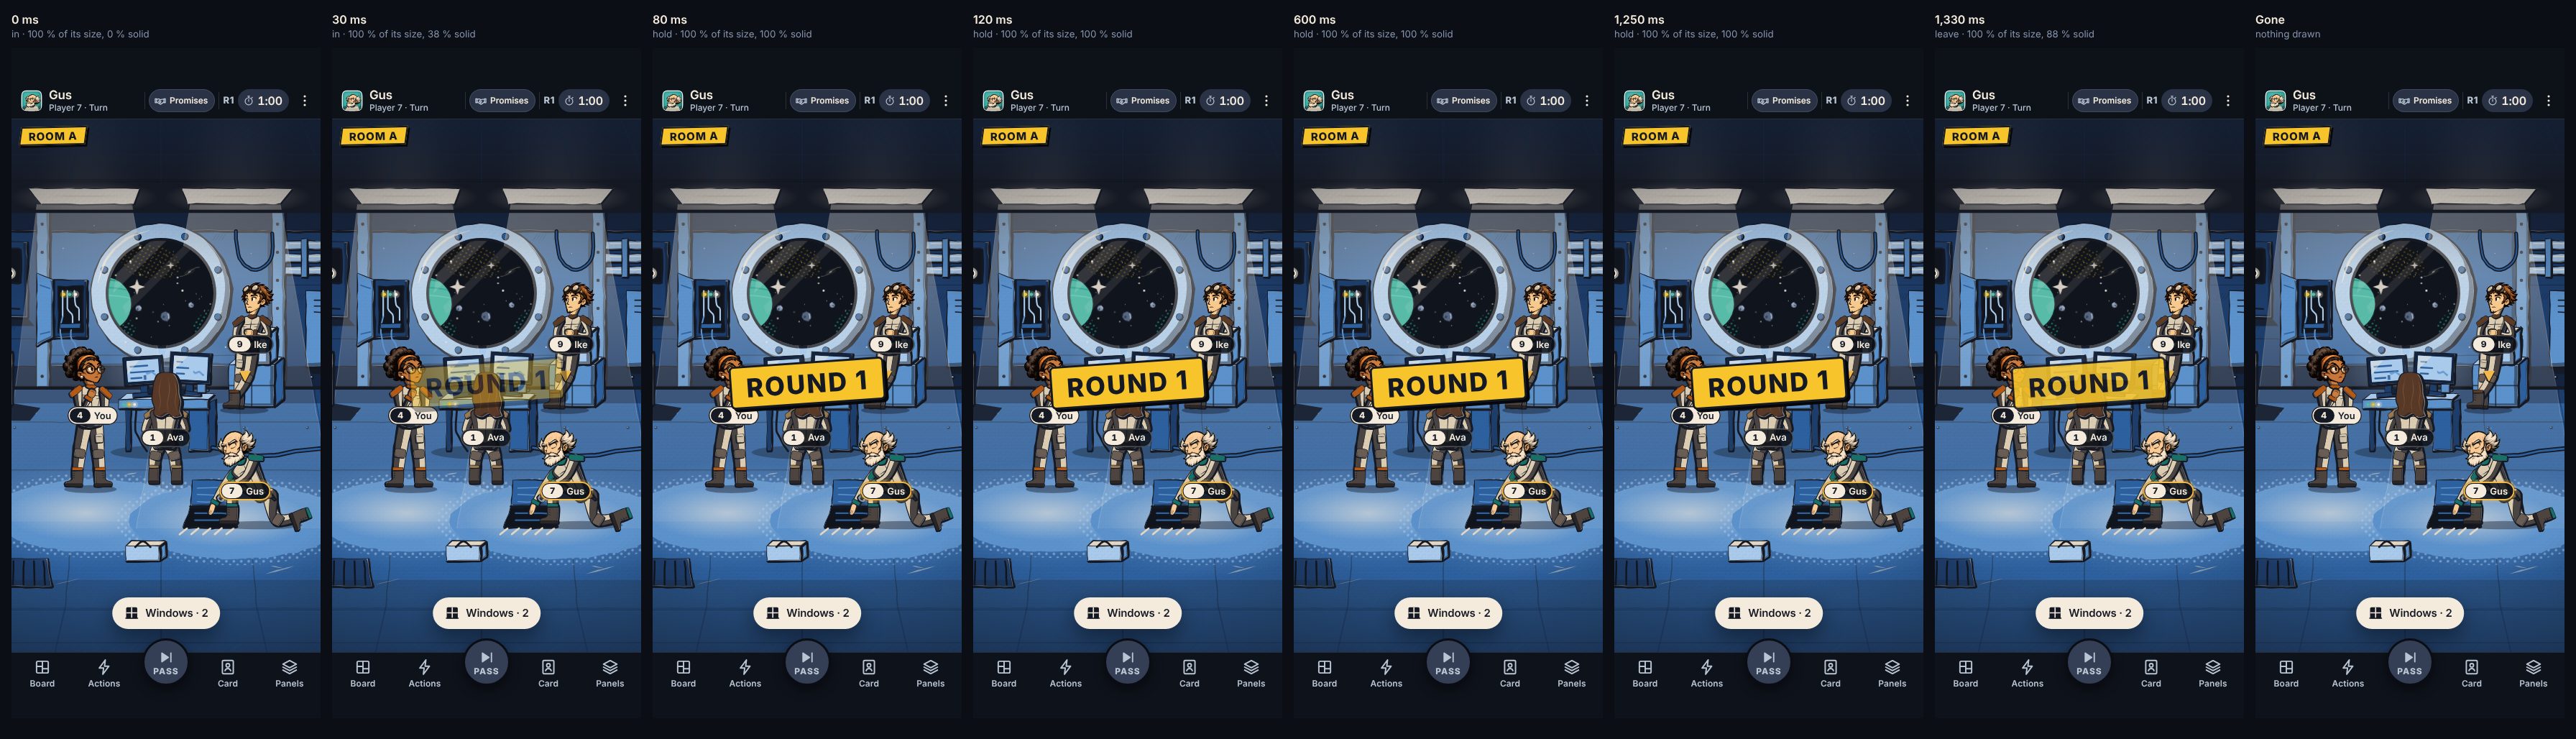 0 ms
in · 100 % of its size, 0 % solid
Gus
Player 7 · Turn
Promises
R1
1:00
ROOM A
9 Ike
4 You
1 Ava
7 Gus
Windows · 2
PASS
Board
Actions
Card
Panels
30 ms
in · 100 % of its size, 38 % solid
Gus
Player 7 · Turn
Promises
R1
1:00
ROOM A
9 Ike
ROUND 1
4 You
1 Ava
7 Gus
Windows · 2
PASS
Board
Actions
Card
Panels
80 ms
hold · 100 % of its size, 100 % solid
Gus
Player 7 · Turn
Promises
R1
1:00
ROOM A
9 Ike
ROUND 1
4 You
1 Ava
7 Gus
Windows · 2
PASS
Board
Actions
Card
Panels
120 ms
hold · 100 % of its size, 100 % solid
Gus
Player 7 · Turn
Promises
R1
1:00
ROOM A
9 Ike
ROUND 1
4 You
1 Ava
7 Gus
Windows · 2
PASS
Board
Actions
Card
Panels
600 ms
hold · 100 % of its size, 100 % solid
Gus
Player 7 · Turn
Promises
R1
1:00
ROOM A
9 Ike
ROUND 1
4 You
1 Ava
7 Gus
Windows · 2
PASS
Board
Actions
Card
Panels
1,250 ms
hold · 100 % of its size, 100 % solid
Gus
Player 7 · Turn
Promises
R1
1:00
ROOM A
9 Ike
ROUND 1
4 You
1 Ava
7 Gus
Windows · 2
PASS
Board
Actions
Card
Panels
1,330 ms
leave · 100 % of its size, 88 % solid
Gus
Player 7 · Turn
Promises
R1
1:00
ROOM A
9 Ike
ROUND 1
4 You
1 Ava
7 Gus
Windows · 2
PASS
Board
Actions
Card
Panels
Gone
nothing drawn
Gus
Player 7 · Turn
Promises
R1
1:00
ROOM A
9 Ike
4 You
1 Ava
7 Gus
Windows · 2
PASS
Board
Actions
Card
Panels